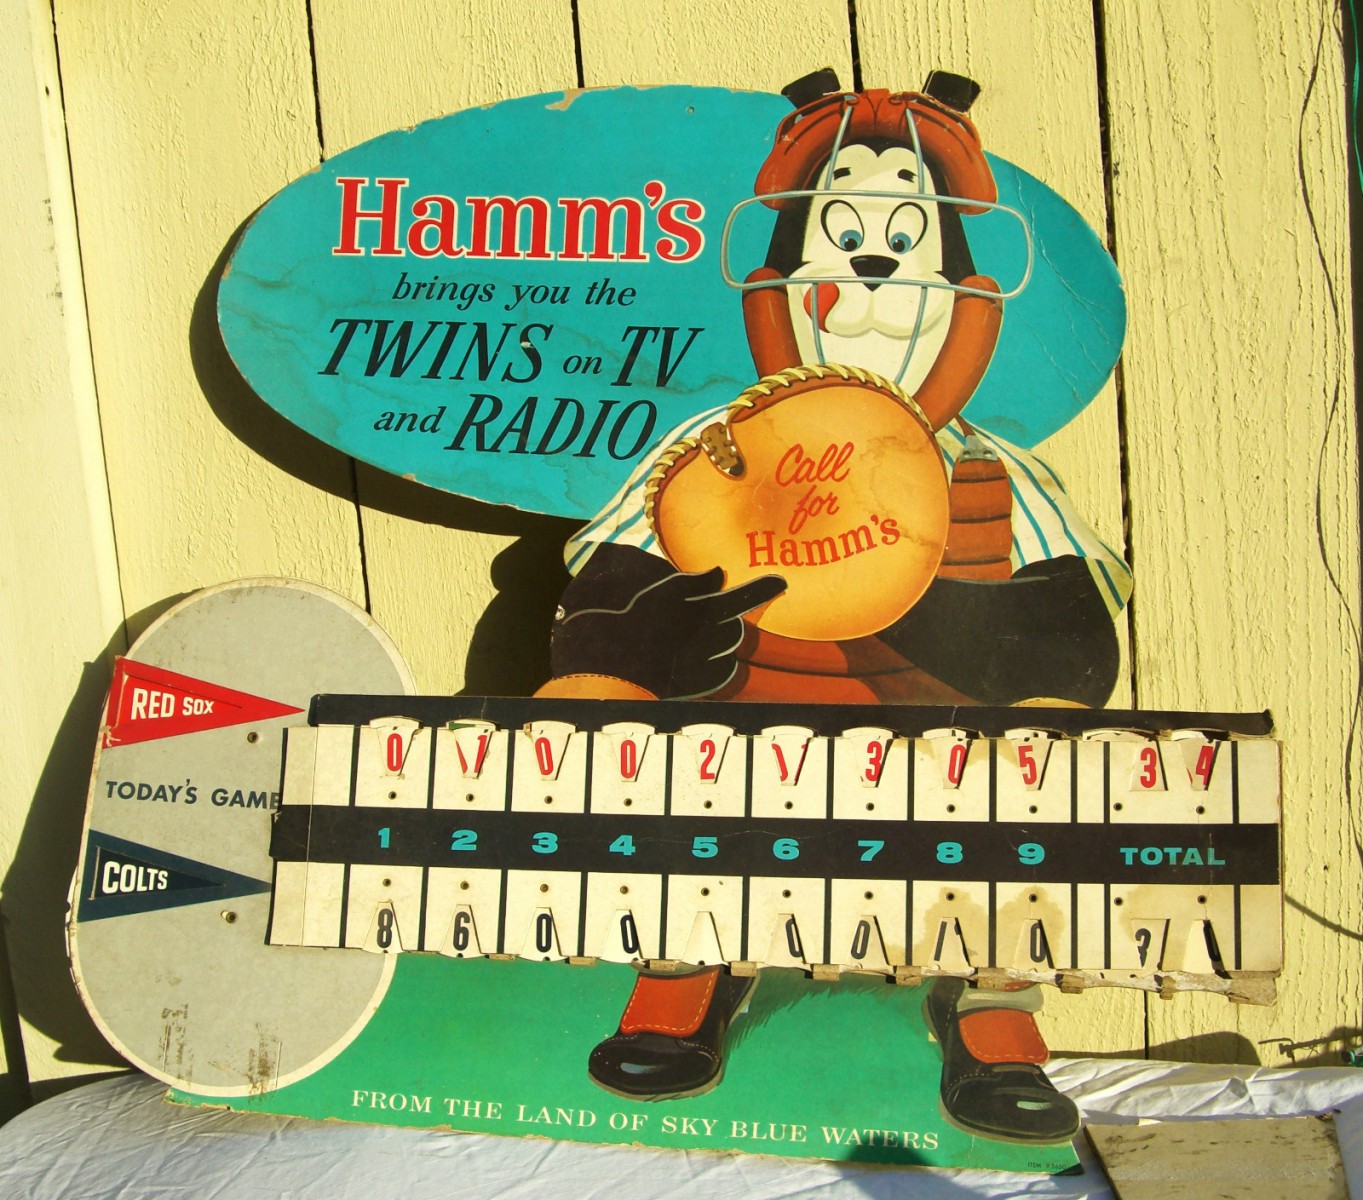 Hamm's
brings you the
TWINS on TV
and RADIO
Call
for
Hamm's
RED SOX
0 1 0 0 2 1 3 0 5 3 4
TODAY'S GAME
1 2 3 4 5 6 7 8 9 TOTAL
COLTS
8 6 0 0 0 0 1 0
FROM THE LAND OF SKY BLUE WATERS